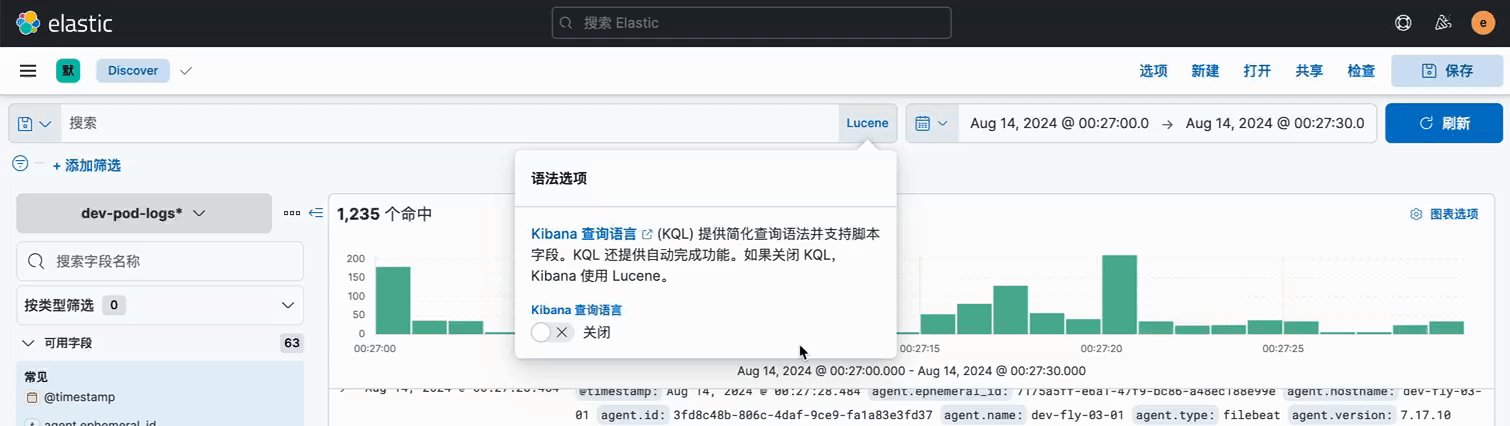 elastic
搜索 Elastic
e
默
Discover
选项 新建 打开 共享 检查 保存
搜索
Lucene
Aug 14, 2024 @ 00:27:00.0 → Aug 14, 2024 @ 00:27:30.0
刷新
+ 添加筛选
语法选项
Kibana 查询语言 (KQL) 提供简化查询语法并支持脚本
字段。KQL 还提供自动完成功能。如果关闭 KQL，
Kibana 使用 Lucene。
Kibana 查询语言
关闭
dev-pod-logs*
搜索字段名称
按类型筛选 0
可用字段 63
常见
@timestamp
agent.ephemeral_id
1,235 个命中
图表选项
200
150
100
50
0
00:27:00
00:27:15
00:27:20
00:27:25
Aug 14, 2024 @ 00:27:00.000 - Aug 14, 2024 @ 00:27:30.000
Aug 14, 2024 @ 00:27:28.484
@timestamp: Aug 14, 2024 @ 00:27:28.484 agent.ephemeral_id: 7175a5ff-e6a1-47f9-bc86-a48ec188e99e agent.hostname: dev-fly-03-
01 agent.id: 3fd8c48b-806c-4daf-9ce9-fa1a83e3fd37 agent.name: dev-fly-03-01 agent.type: filebeat agent.version: 7.17.10